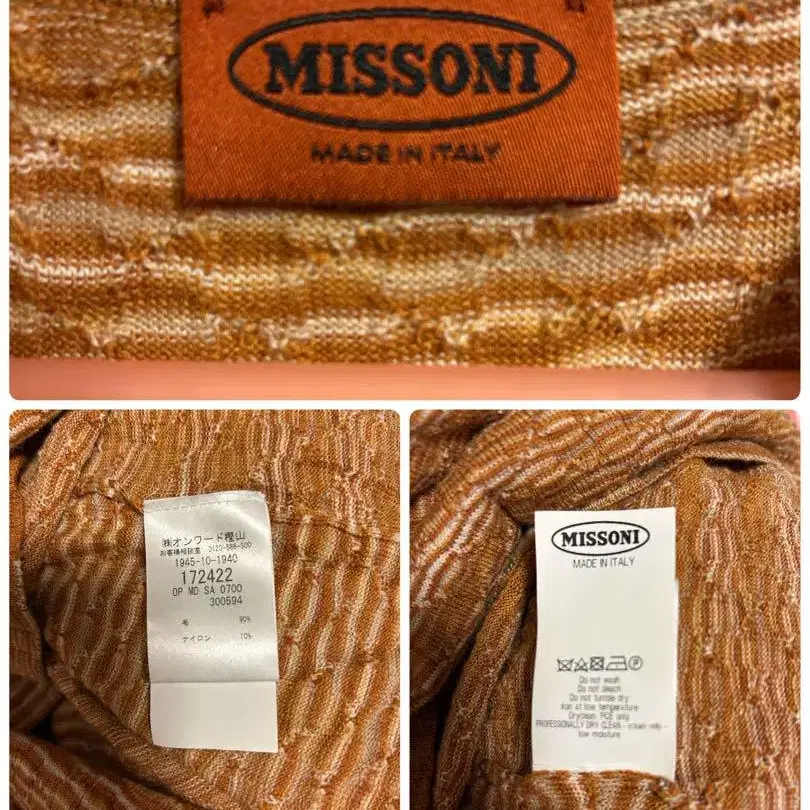 MISSONI
MADE IN ITALY
㈱オンワード樫山
お客様相談室 0120-586-300
1945-10-1940
172422
OP MD SA 0700
300594
毛 90%
ナイロン 10%
MISSONI
MADE IN ITALY
Do not wash
Do not bleach
Do not tumble dry
Iron at low temperature
Dryclean PCE only
PROFESSIONALLY DRY CLEAN - steam only -
low moisture